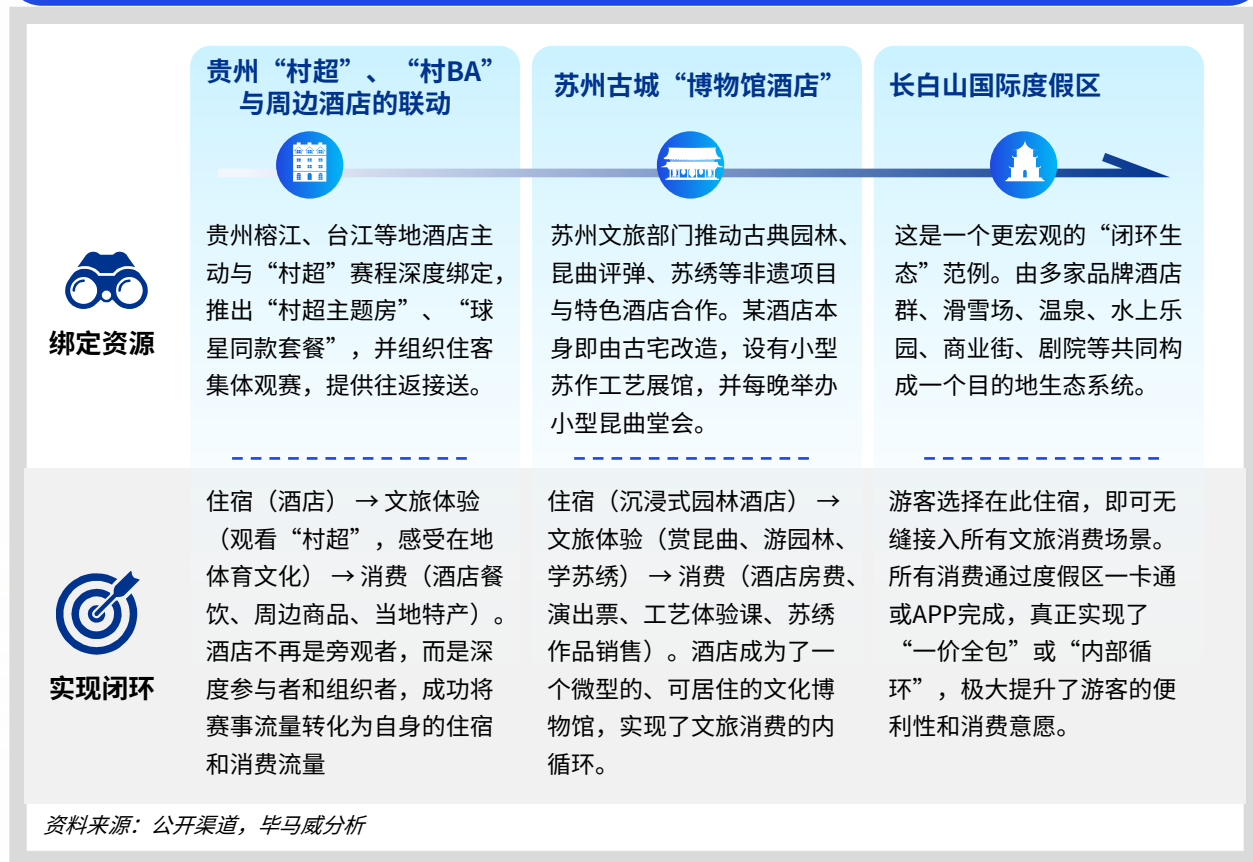 贵州“村超”、“村BA”
与周边酒店的联动
苏州古城“博物馆酒店”
长白山国际度假区
绑定资源
贵州榕江、台江等地酒店主
动与“村超”赛程深度绑定，
推出“村超主题房”、“球
星同款套餐”，并组织住客
集体观赛，提供往返接送。
苏州文旅部门推动古典园林、
昆曲评弹、苏绣等非遗项目
与特色酒店合作。某酒店本
身即由古宅改造，设有小型
苏作工艺展馆，并每晚举办
小型昆曲堂会。
这是一个更宏观的“闭环生
态”范例。由多家品牌酒店
群、滑雪场、温泉、水上乐
园、商业街、剧院等共同构
成一个目的地生态系统。
实现闭环
住宿（酒店）→ 文旅体验
（观看“村超”，感受在地
体育文化）→ 消费（酒店餐
饮、周边商品、当地特产）。
酒店不再是旁观者，而是深
度参与者和组织者，成功将
赛事流量转化为自身的住宿
和消费流量
住宿（沉浸式园林酒店）→
文旅体验（赏昆曲、游园林、
学苏绣）→ 消费（酒店房费、
演出票、工艺体验课、苏绣
作品销售）。酒店成为了一
个微型的、可居住的文化博
物馆，实现了文旅消费的内
循环。
游客选择在此住宿，即可无
缝接入所有文旅消费场景。
所有消费通过度假区一卡通
或APP完成，真正实现了
“一价全包”或“内部循
环”，极大提升了游客的便
利性和消费意愿。
资料来源：公开渠道，毕马威分析